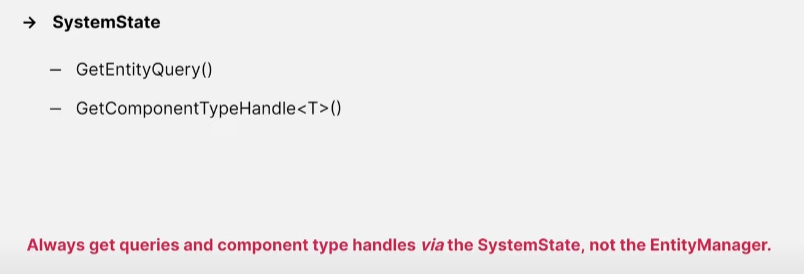 → SystemState
– GetEntityQuery()
– GetComponentTypeHandle<T>()
Always get queries and component type handles via the SystemState, not the EntityManager.